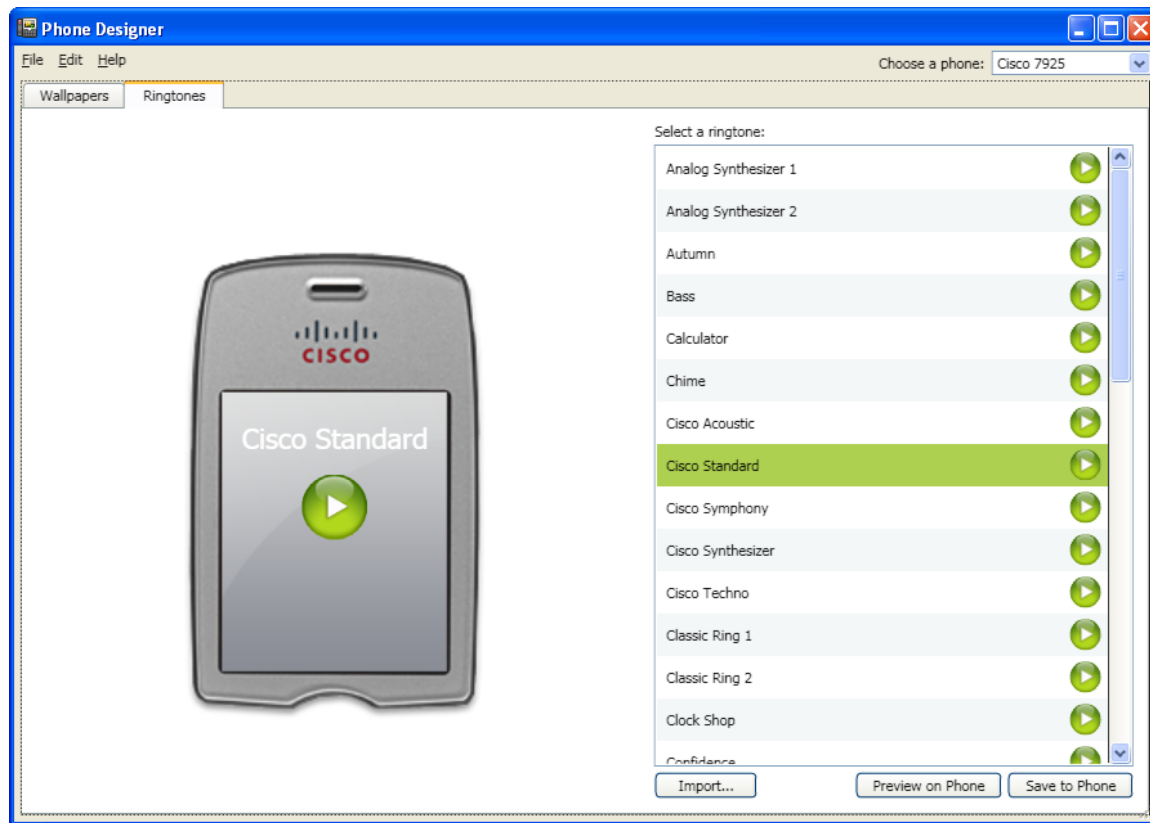 Phone Designer
File Edit Help
Choose a phone: Cisco 7925
Wallpapers Ringtones
Select a ringtone:
Analog Synthesizer 1
Analog Synthesizer 2
Autumn
Bass
Calculator
Chime
Cisco Acoustic
Cisco Standard
Cisco Symphony
Cisco Synthesizer
Cisco Techno
Classic Ring 1
Classic Ring 2
Clock Shop
Confidence
CISCO
Cisco Standard
Import... Preview on Phone Save to Phone